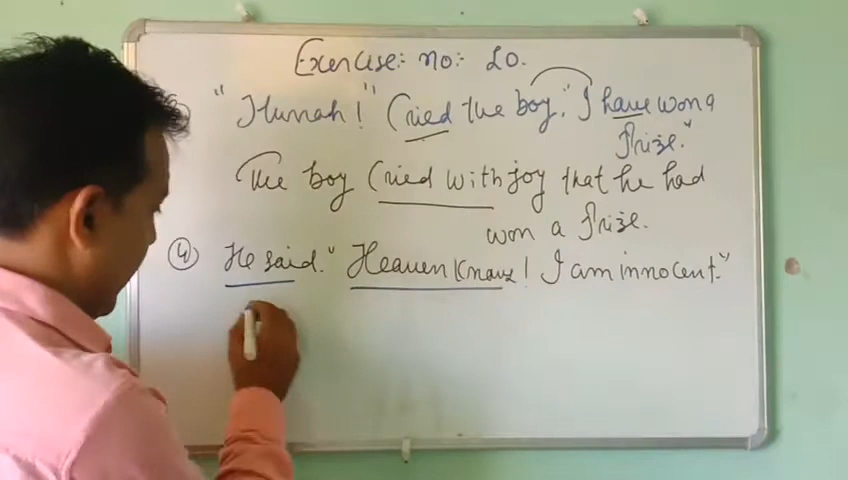 Exercise:- no:- 20.
"Hurrah!" Cried the boy, "I have won a
Prize."
The boy Cried with joy that he had
won a Prize.
(4) He said. "Heaven Knows! I am innocent."